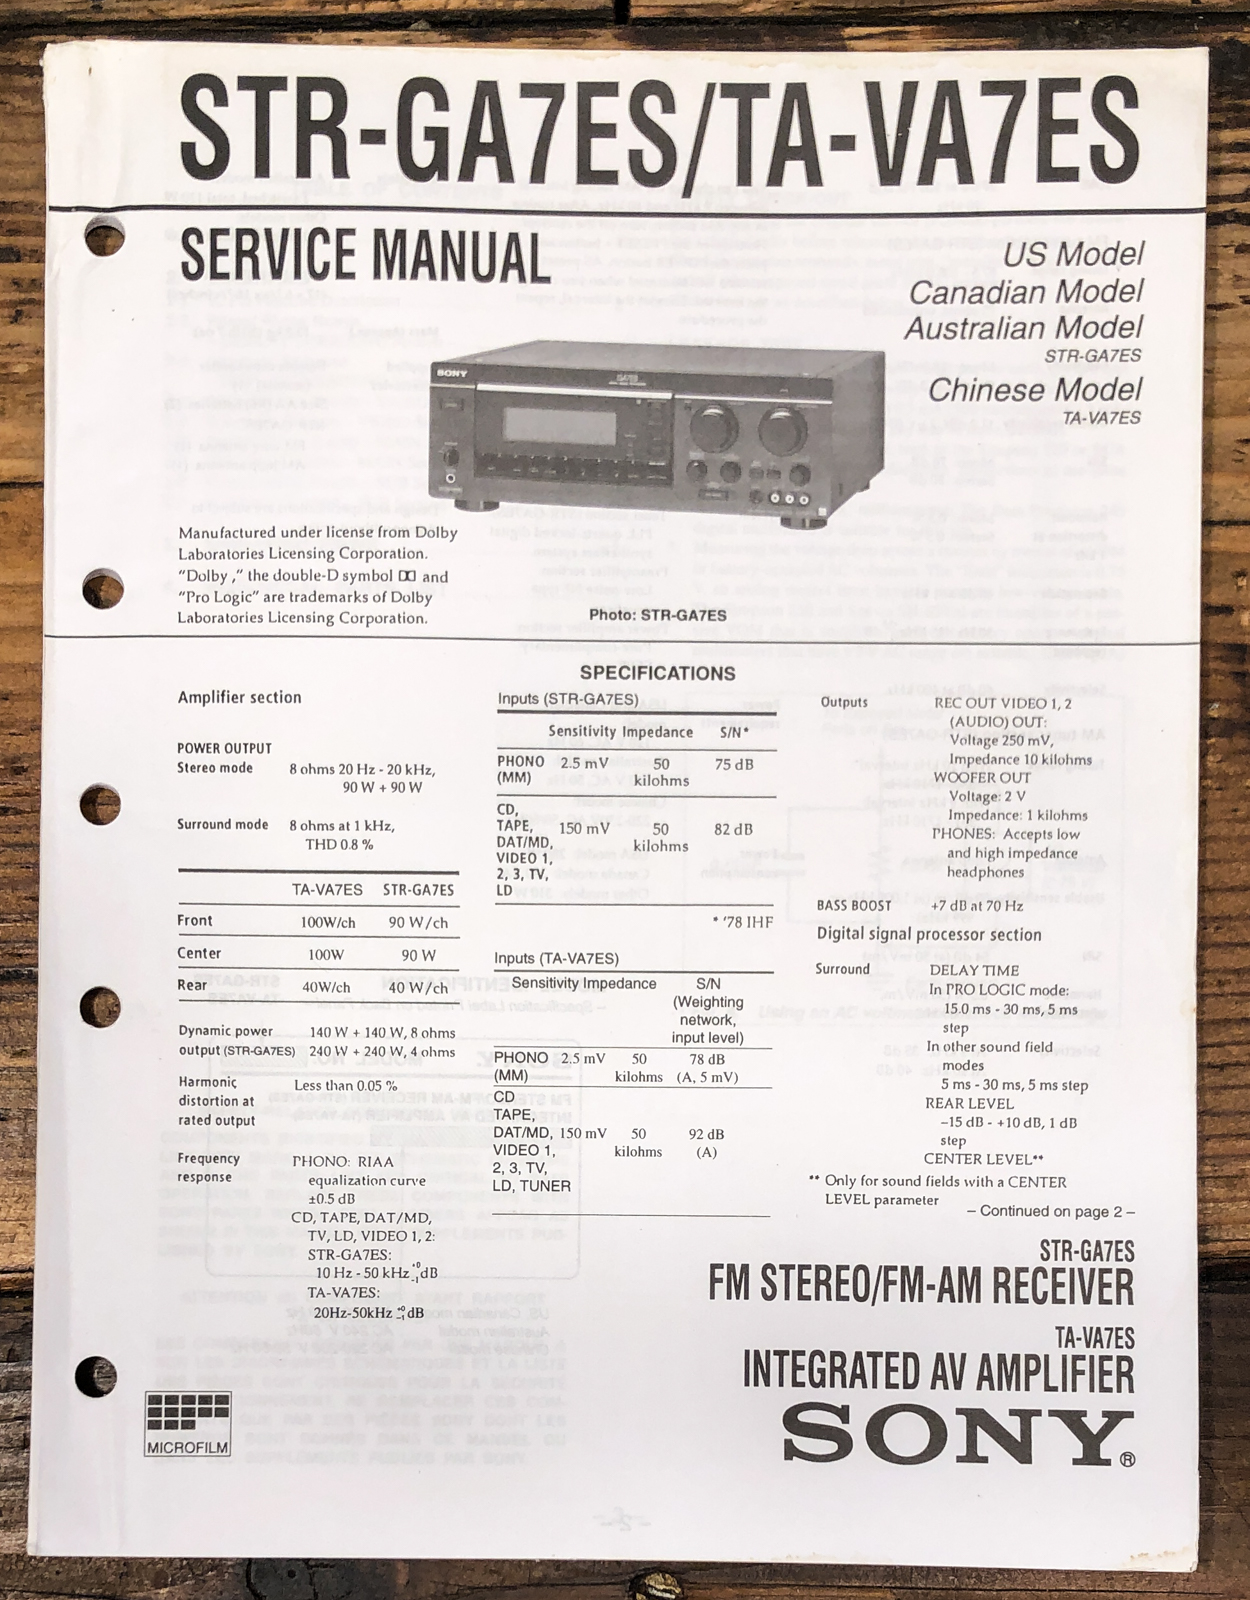 STR-GA7ES/TA-VA7ES
SERVICE MANUAL
US Model
Canadian Model
Australian Model
STR-GA7ES
Chinese Model
TA-VA7ES
SONY
Manufactured under license from Dolby
Laboratories Licensing Corporation.
“Dolby ,” the double-D symbol and
“Pro Logic” are trademarks of Dolby
Laboratories Licensing Corporation.
Photo: STR-GA7ES
SPECIFICATIONS
Amplifier section
POWER OUTPUT
Stereo mode 8 ohms 20 Hz - 20 kHz,
90 W + 90 W
Surround mode 8 ohms at 1 kHz,
THD 0.8 %
TA-VA7ES STR-GA7ES
Front 100W/ch 90 W/ch
Center 100W 90 W
Rear 40W/ch 40 W/ch
Dynamic power 140 W + 140 W, 8 ohms
output (STR-GA7ES) 240 W + 240 W, 4 ohms
Harmonic Less than 0.05 %
distortion at
rated output
Frequency PHONO: RIAA
response equalization curve
±0.5 dB
CD, TAPE, DAT/MD,
TV, LD, VIDEO 1, 2:
STR-GA7ES:
10 Hz - 50 kHz +0 -1 dB
TA-VA7ES:
20Hz-50kHz +0 -1 dB
Inputs (STR-GA7ES)
Sensitivity Impedance S/N*
PHONO 2.5 mV 50 75 dB
(MM) kilohms
CD,
TAPE, 150 mV 50 82 dB
DAT/MD, kilohms
VIDEO 1,
2, 3, TV,
LD
* '78 IHF
Inputs (TA-VA7ES)
Sensitivity Impedance S/N
(Weighting
network,
input level)
PHONO 2.5 mV 50 78 dB
(MM) kilohms (A, 5 mV)
CD
TAPE,
DAT/MD, 150 mV 50 92 dB
VIDEO 1, kilohms (A)
2, 3, TV,
LD, TUNER
Outputs REC OUT VIDEO 1, 2
(AUDIO) OUT:
Voltage 250 mV,
Impedance 10 kilohms
WOOFER OUT
Voltage: 2 V
Impedance: 1 kilohms
PHONES: Accepts low
and high impedance
headphones
BASS BOOST +7 dB at 70 Hz
Digital signal processor section
Surround DELAY TIME
In PRO LOGIC mode:
15.0 ms - 30 ms, 5 ms
step
In other sound field
modes
5 ms - 30 ms, 5 ms step
REAR LEVEL
–15 dB - +10 dB, 1 dB
step
CENTER LEVEL**
** Only for sound fields with a CENTER
LEVEL parameter
– Continued on page 2 –
STR-GA7ES
FM STEREO/FM-AM RECEIVER
TA-VA7ES
INTEGRATED AV AMPLIFIER
SONY®
MICROFILM